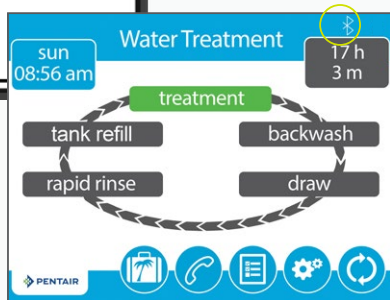 Water Treatment
sun
08:56 am
17 h
3 m
treatment
tank refill
backwash
rapid rinse
draw
PENTAIR